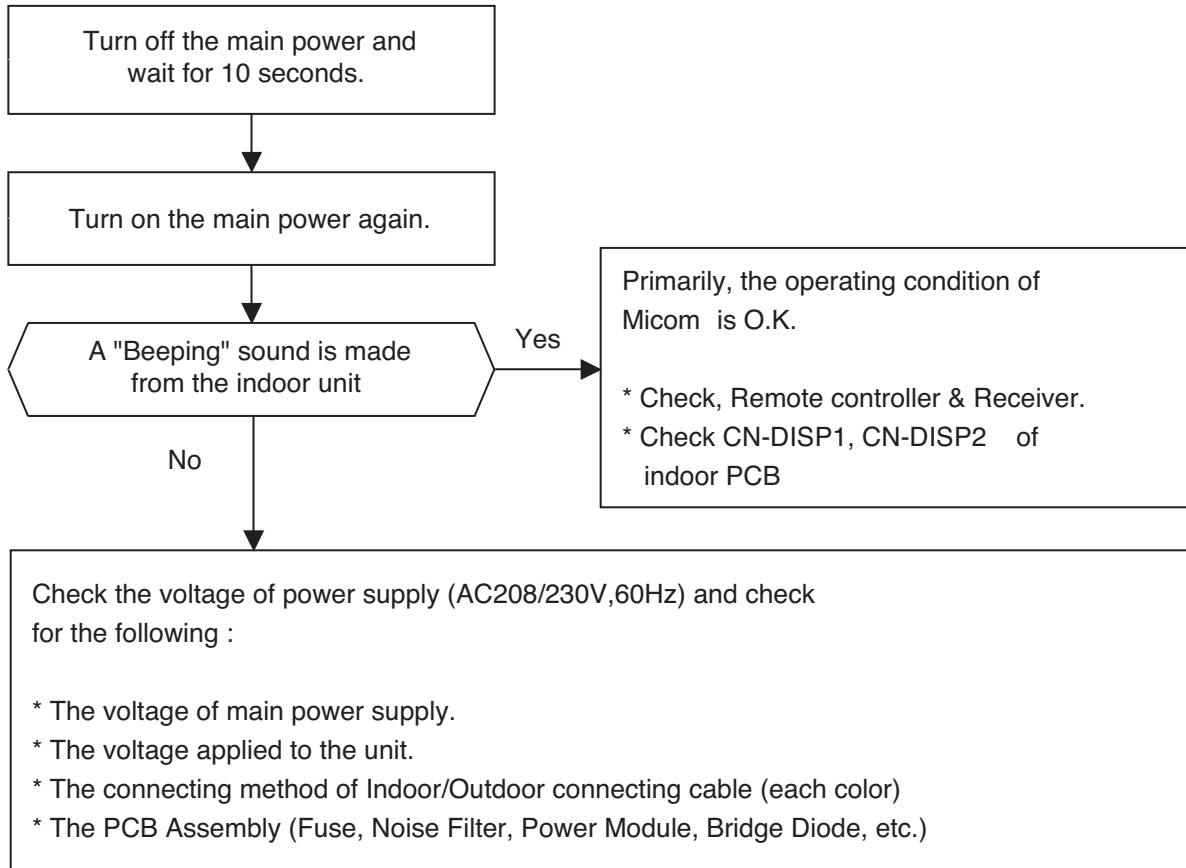 Turn off the main power and
wait for 10 seconds.
Turn on the main power again.
A "Beeping" sound is made
from the indoor unit
Yes
Primarily, the operating condition of
Micom is O.K.
* Check, Remote controller & Receiver.
* Check CN-DISP1, CN-DISP2 of
indoor PCB
No
Check the voltage of power supply (AC208/230V,60Hz) and check
for the following :
* The voltage of main power supply.
* The voltage applied to the unit.
* The connecting method of Indoor/Outdoor connecting cable (each color)
* The PCB Assembly (Fuse, Noise Filter, Power Module, Bridge Diode, etc.)